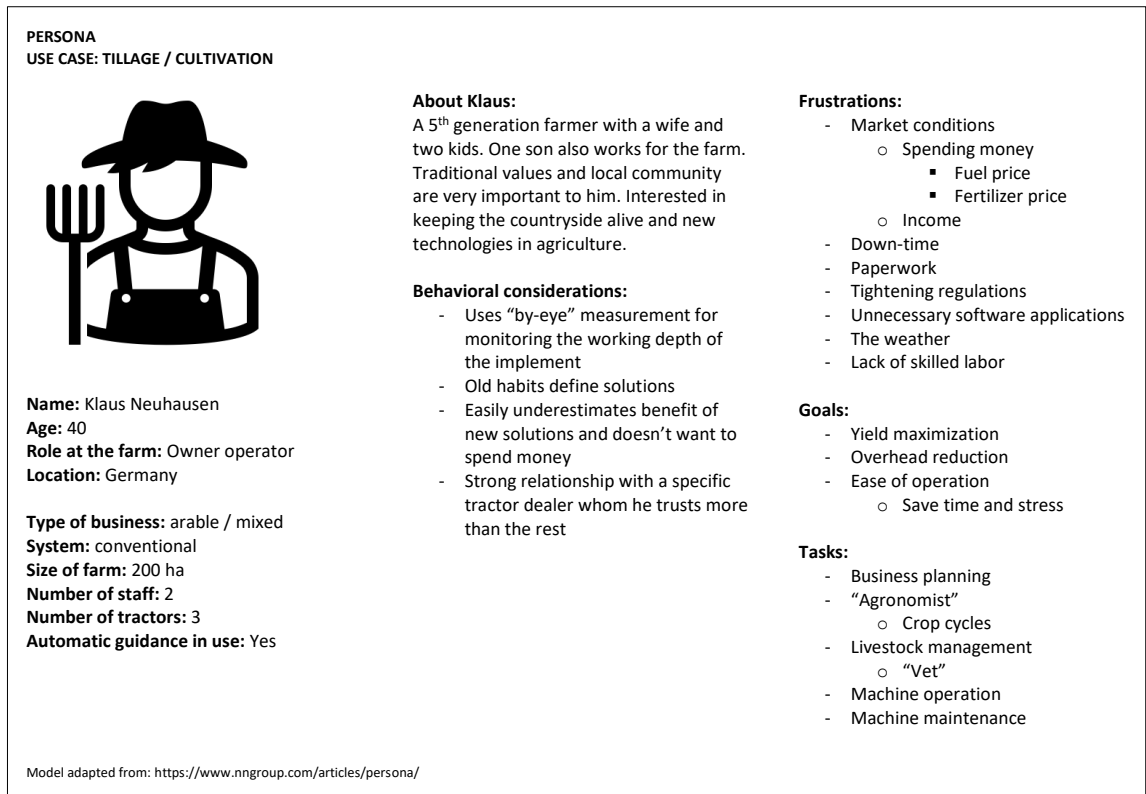 PERSONA
USE CASE: TILLAGE / CULTIVATION
Name: Klaus Neuhausen
Age: 40
Role at the farm: Owner operator
Location: Germany
Type of business: arable / mixed
System: conventional
Size of farm: 200 ha
Number of staff: 2
Number of tractors: 3
Automatic guidance in use: Yes
About Klaus:
A 5th generation farmer with a wife and
two kids. One son also works for the farm.
Traditional values and local community
are very important to him. Interested in
keeping the countryside alive and new
technologies in agriculture.
Behavioral considerations:
- Uses “by-eye” measurement for
monitoring the working depth of
the implement
- Old habits define solutions
- Easily underestimates benefit of
new solutions and doesn’t want to
spend money
- Strong relationship with a specific
tractor dealer whom he trusts more
than the rest
Frustrations:
- Market conditions
o Spending money
▪ Fuel price
▪ Fertilizer price
o Income
- Down-time
- Paperwork
- Tightening regulations
- Unnecessary software applications
- The weather
- Lack of skilled labor
Goals:
- Yield maximization
- Overhead reduction
- Ease of operation
o Save time and stress
Tasks:
- Business planning
- “Agronomist”
o Crop cycles
- Livestock management
o “Vet”
- Machine operation
- Machine maintenance
Model adapted from: https://www.nngroup.com/articles/persona/